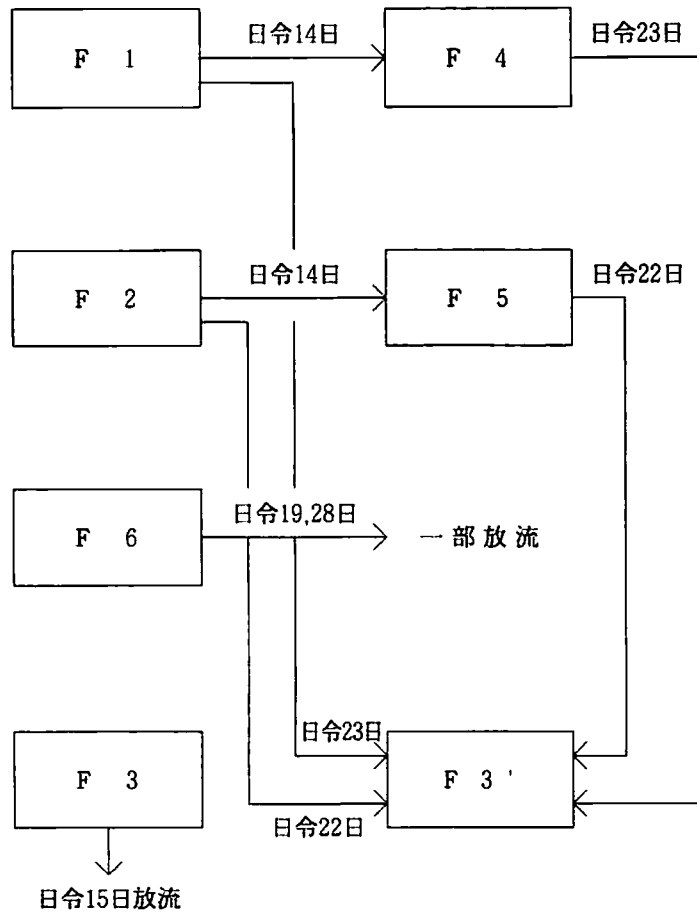 F 1
日令14日
F 4
日令23日
F 2
日令14日
F 5
日令22日
F 6
日令19,28日
一部放流
日令23日
F 3
F 3'
日令22日
日令15日放流